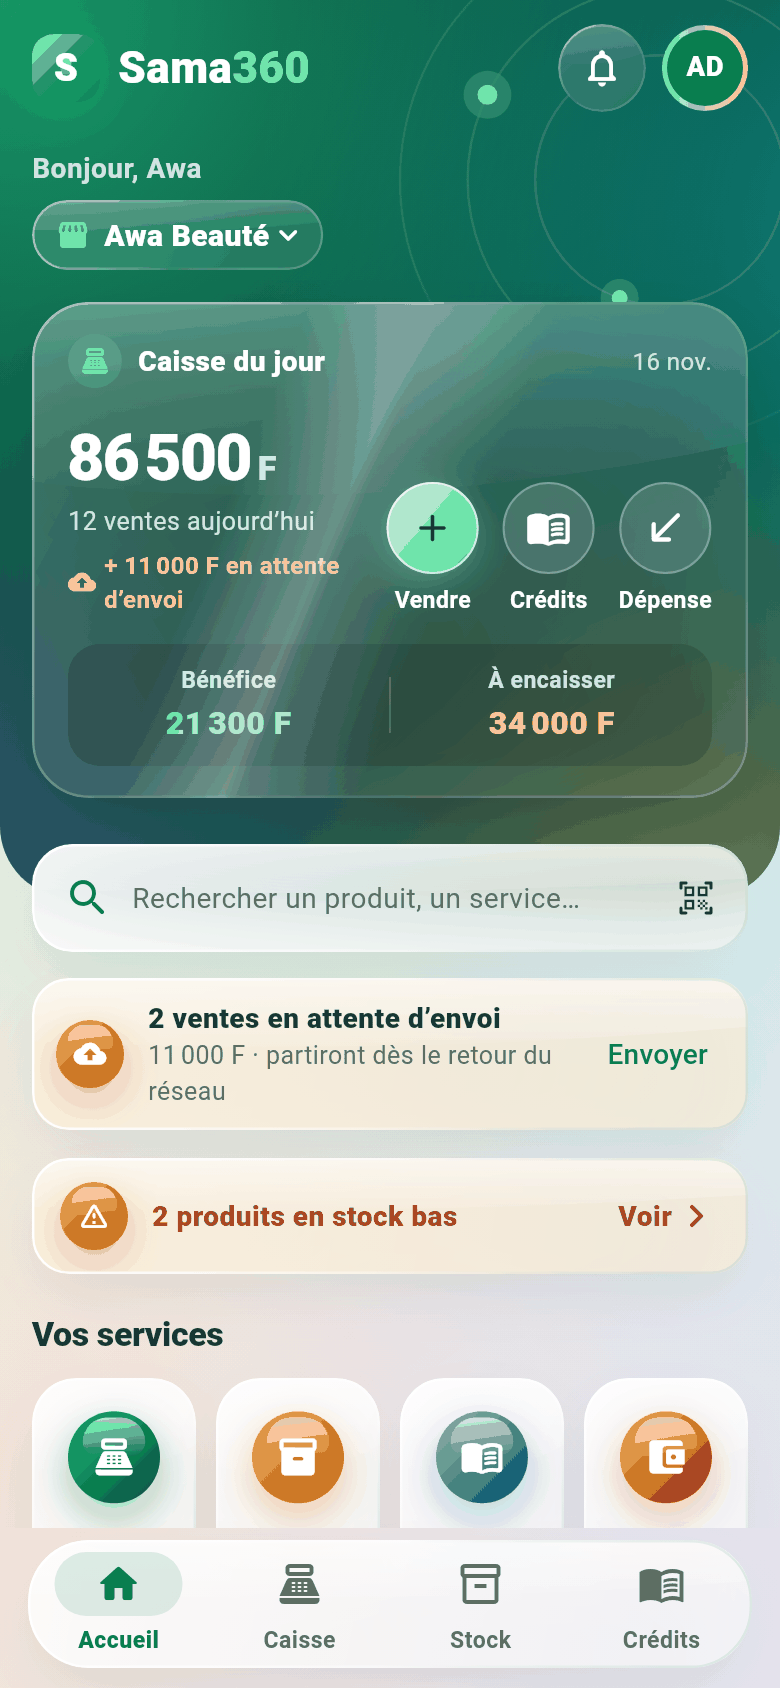 S Sama360 AD
Bonjour, Awa
Awa Beauté
Caisse du jour 16 nov.
86 500 F
12 ventes aujourd’hui
+ 11 000 F en attente
d’envoi
Vendre Crédits Dépense
Bénéfice À encaisser
21 300 F 34 000 F
Rechercher un produit, un service…
2 ventes en attente d’envoi
11 000 F · partiront dès le retour du
réseau
Envoyer
2 produits en stock bas Voir
Vos services
Accueil Caisse Stock Crédits